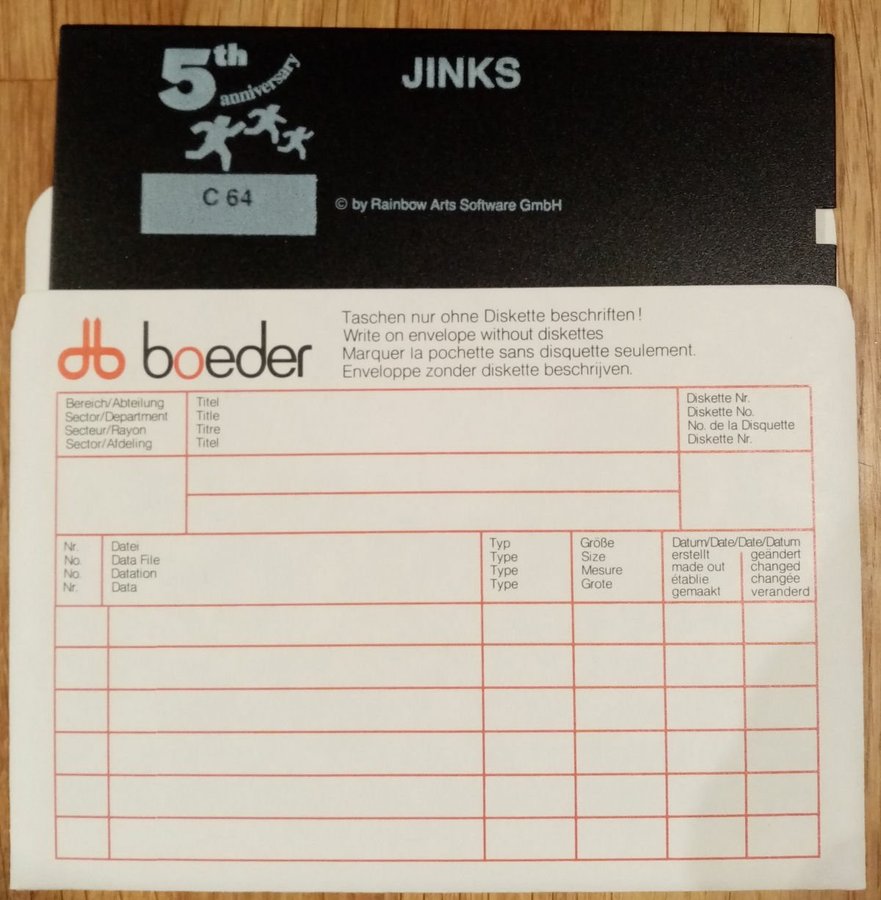 5th
anniversary
JINKS
C 64
© by Rainbow Arts Software GmbH
boeder
Taschen nur ohne Diskette beschriften!
Write on envelope without diskettes
Marquer la pochette sans disquette seulement.
Enveloppe zonder diskette beschrijven.
Bereich/Abteilung
Sector/Department
Secteur/Rayon
Sector/Afdeling
Titel
Title
Titre
Titel
Diskette Nr.
Diskette No.
No. de la Disquette
Diskette Nr.
Nr.
No.
No.
Nr.
Datei
Data File
Datation
Data
Typ
Type
Type
Type
Größe
Size
Mesure
Grote
Datum/Date/Date/Datum
erstellt
made out
établie
gemaakt
geändert
changed
changée
veranderd